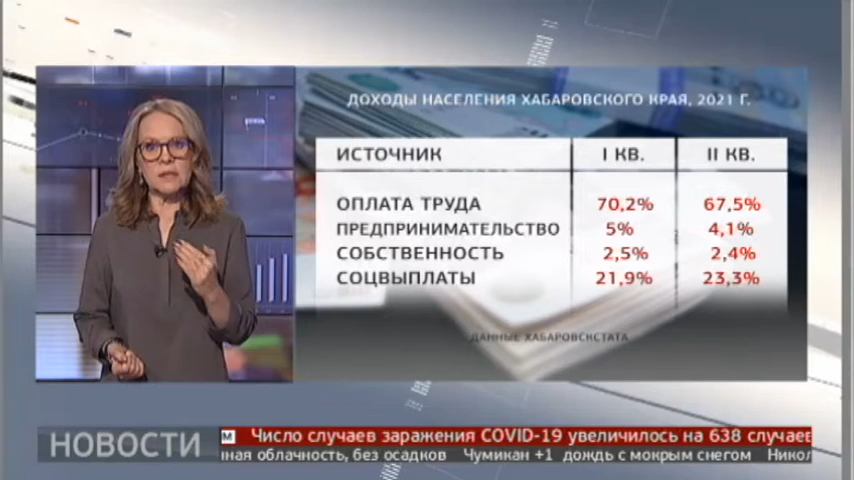 ДОХОДЫ НАСЕЛЕНИЯ ХАБАРОВСКОГО КРАЯ, 2021 Г.
ИСТОЧНИК I КВ. II КВ.
ОПЛАТА ТРУДА 70,2% 67,5%
ПРЕДПРИНИМАТЕЛЬСТВО 5% 4,1%
СОБСТВЕННОСТЬ 2,5% 2,4%
СОЦВЫПЛАТЫ 21,9% 23,3%
ДАННЫЕ ХАБАРОВСКСТАТА
НОВОСТИ
М Число случаев заражения COVID-19 увеличилось на 638 случаев
ная облачность, без осадков Чумикан +1 дождь с мокрым снегом Никол